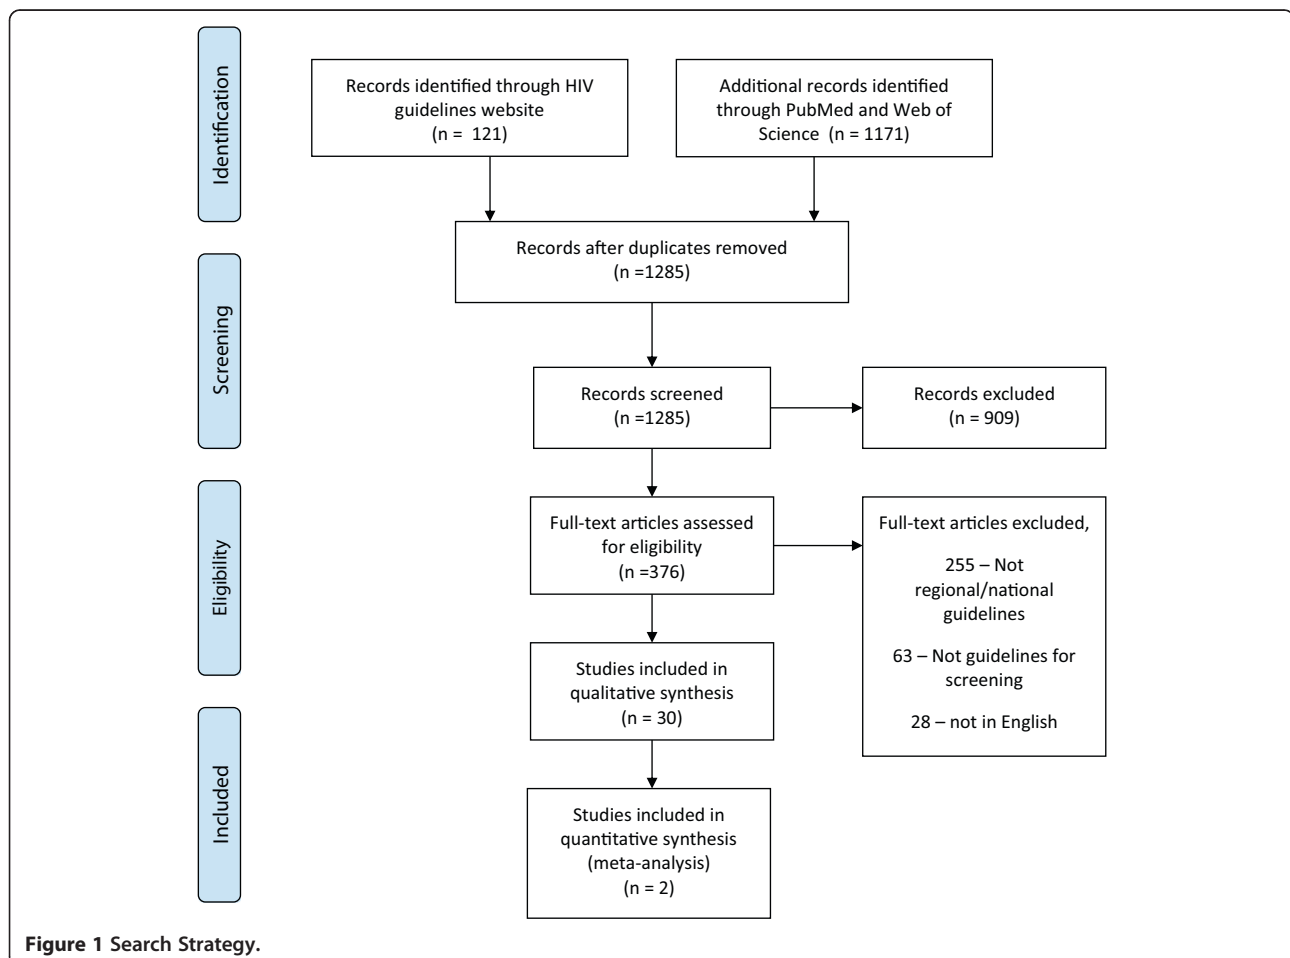 Identification
Records identified through HIV
guidelines website
(n =  121)
Additional records identified
through PubMed and Web of
Science  (n = 1171)
Records after duplicates removed
(n =1285)
Screening
Records screened
(n =1285)
Records excluded
(n = 909)
Eligibility
Full-text articles assessed
for eligibility
(n =376)
Full-text articles excluded,
255 – Not
regional/national
guidelines
63 – Not guidelines for
screening
28 – not in English
Studies included in
qualitative synthesis
(n = 30)
Included
Studies included in
quantitative synthesis
(meta-analysis)
(n = 2)
Figure 1 Search Strategy.